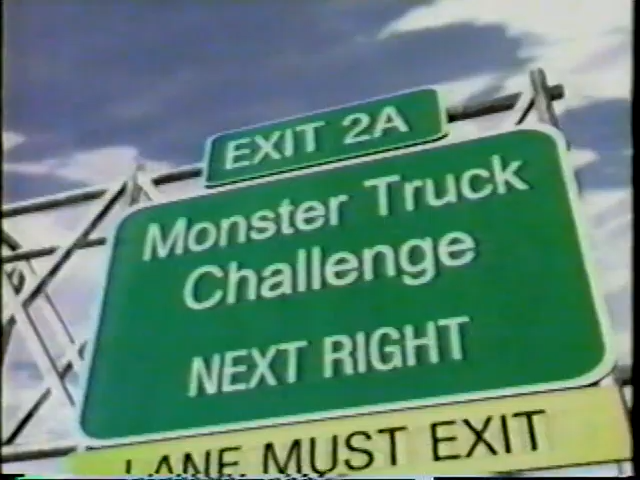 EXIT 2A
Monster Truck
Challenge
NEXT RIGHT
LANE MUST EXIT